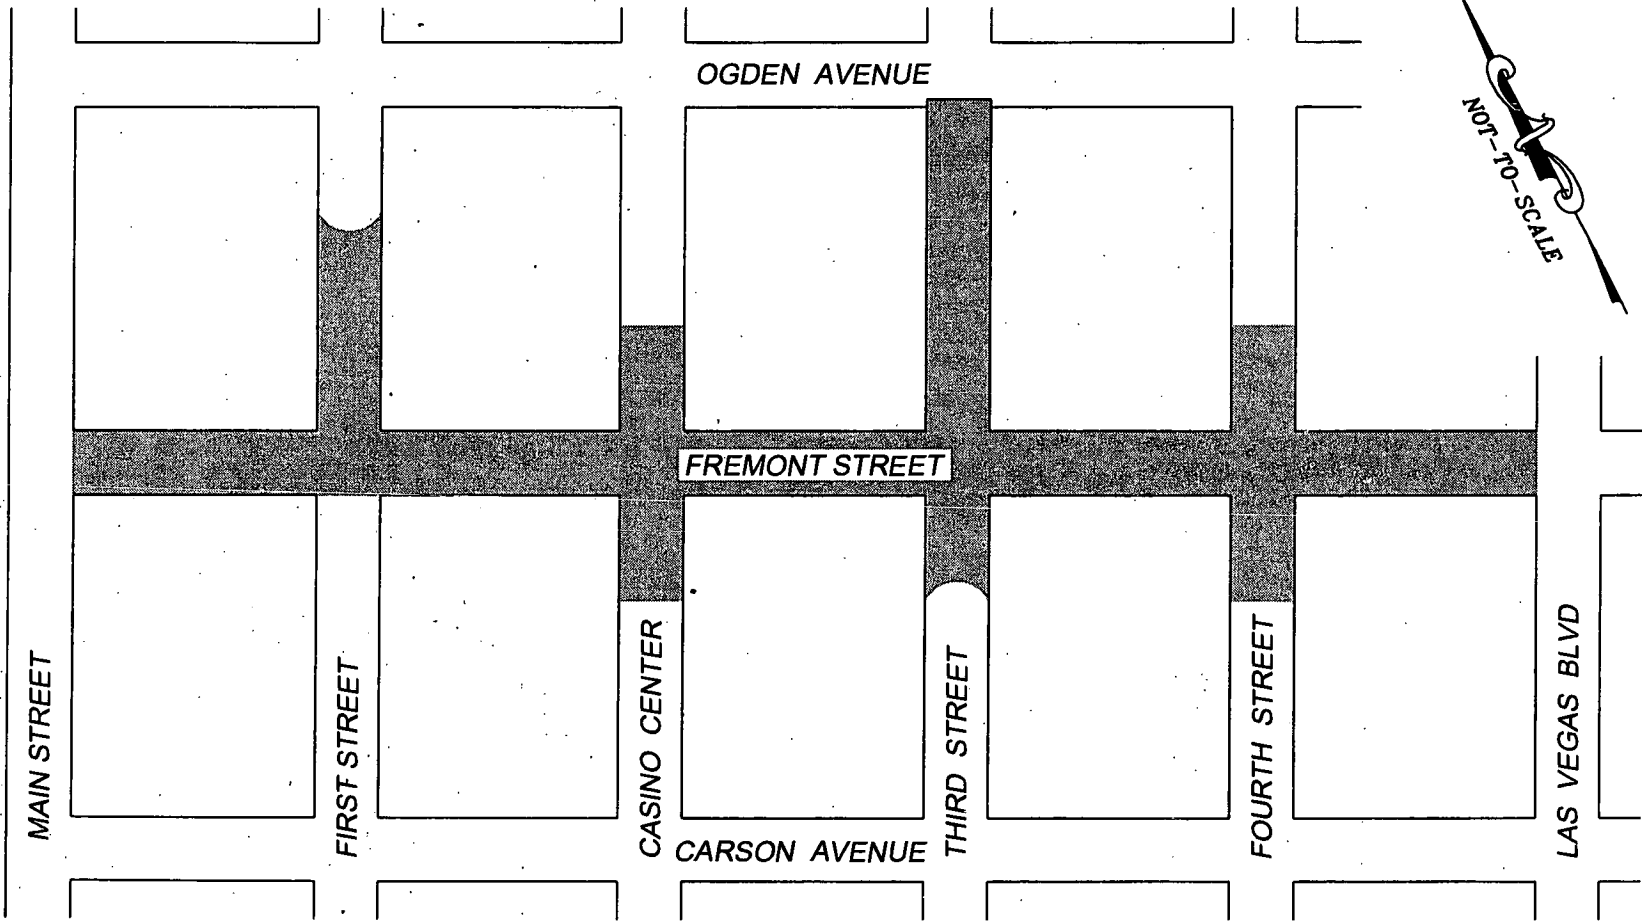 OGDEN AVENUE
NOT-TO-SCALE
FREMONT STREET
MAIN STREET
FIRST STREET
CASINO CENTER
THIRD STREET
FOURTH STREET
LAS VEGAS BLVD
CARSON AVENUE